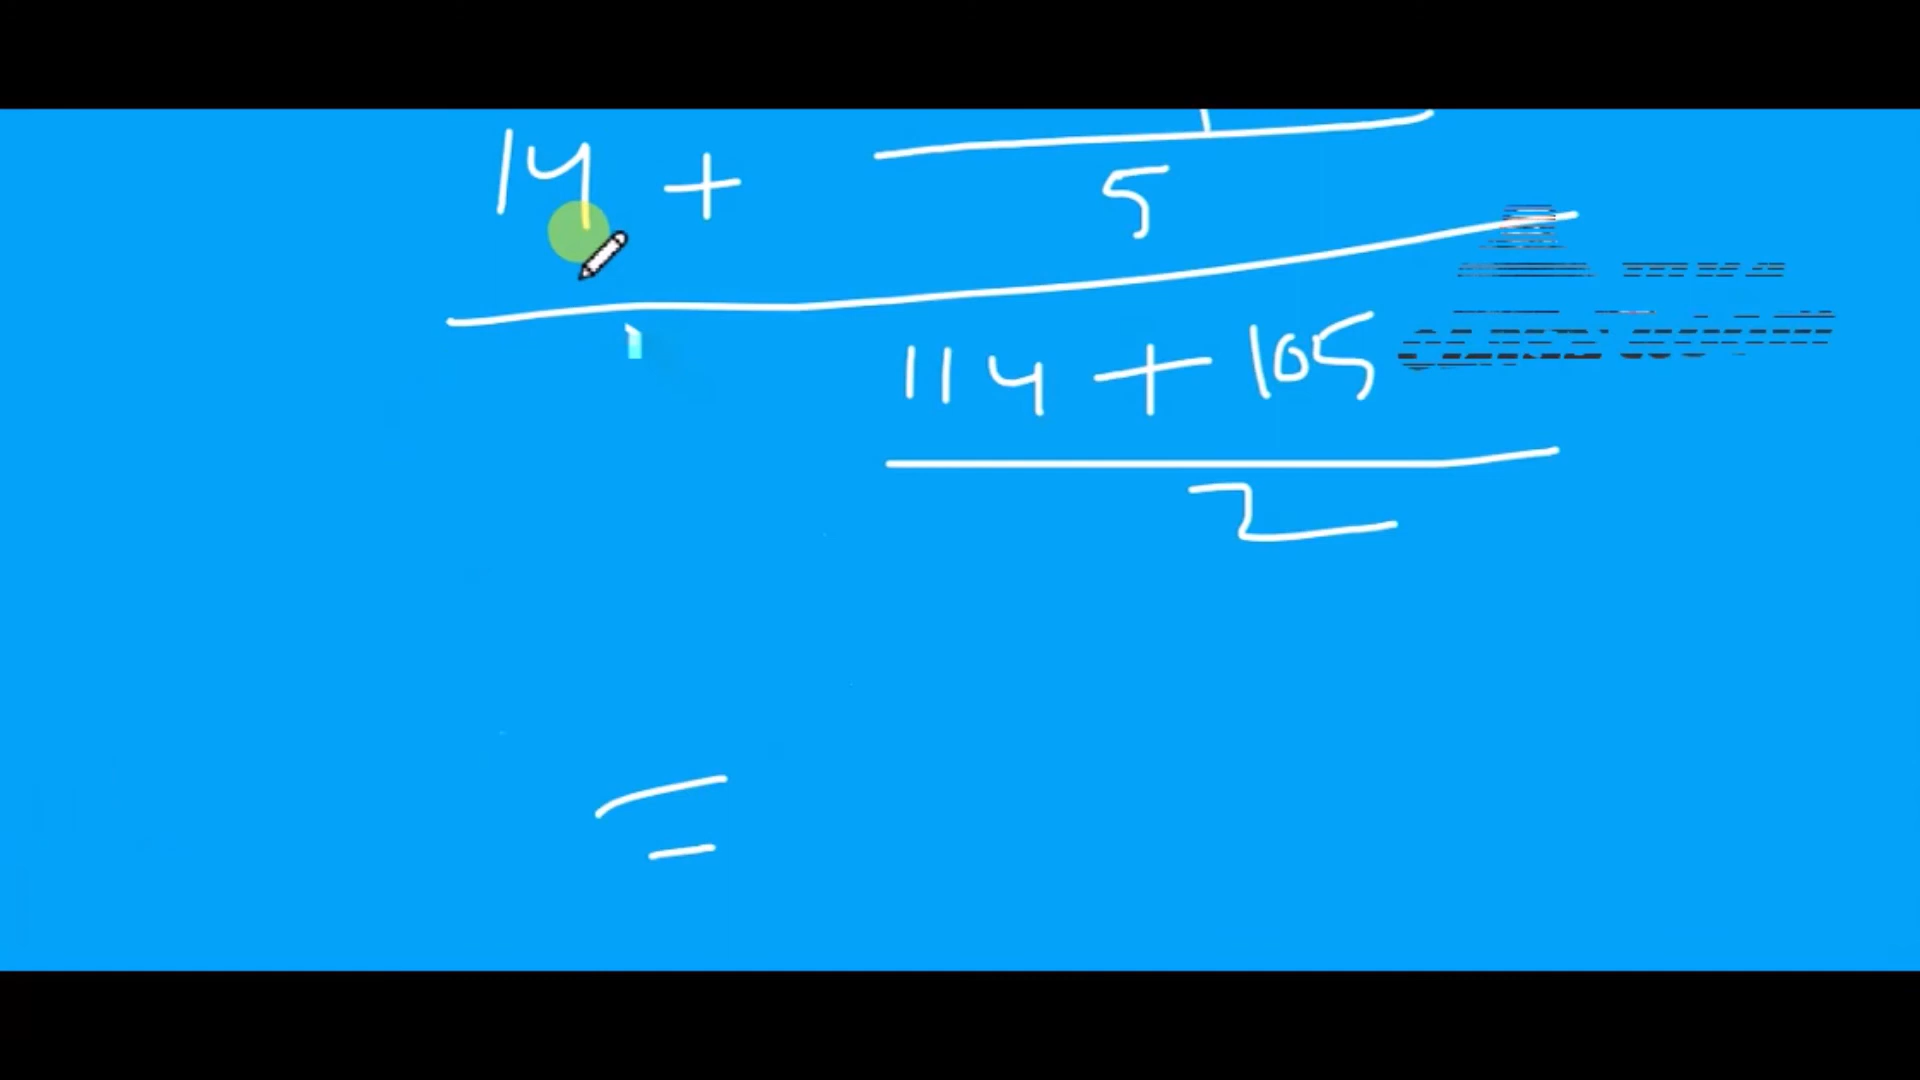 14 +
5
114 + 105
2
=